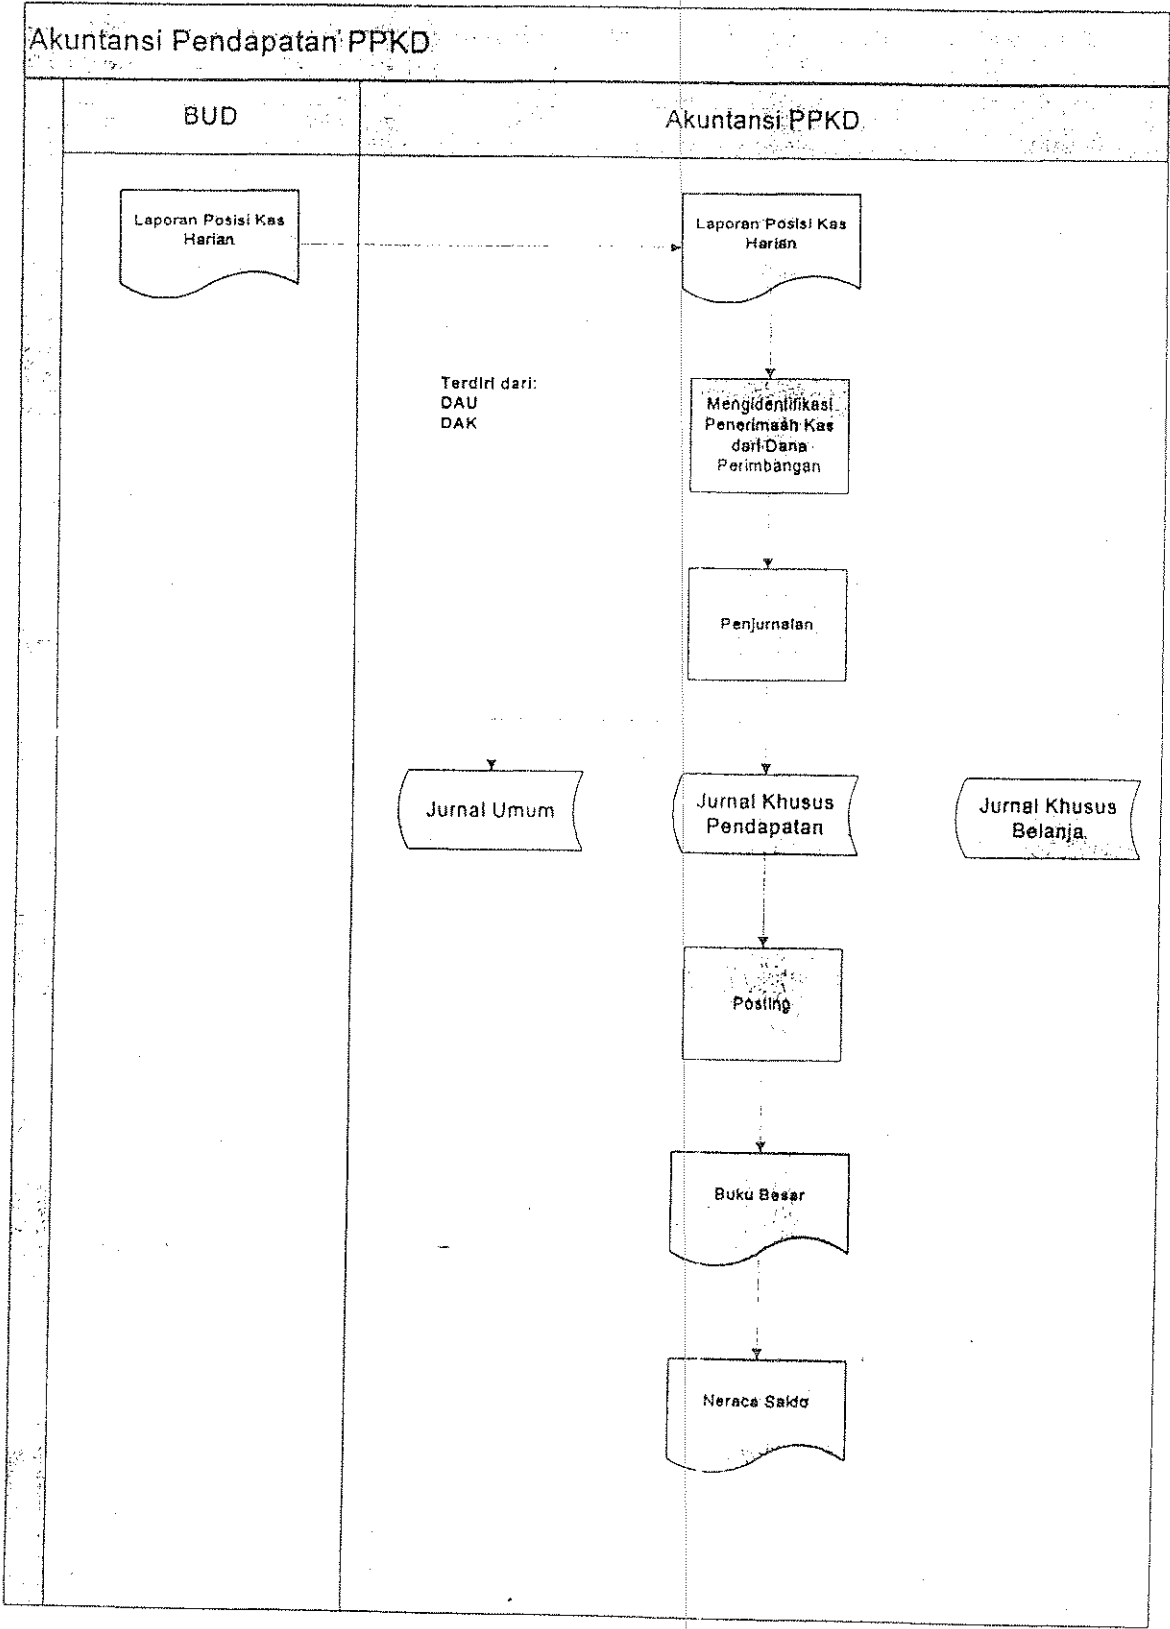 Akuntansi Pendapatan PPKD
BUD
Akuntansi PPKD
Laporan Posisi Kas
Harian
Laporan Posisi Kas
Harian
Terdiri dari:
DAU
DAK
Mengidentifikasi
Penerimaan Kas
dari Dana
Perimbangan
Penjurnalan
Jurnal Umum
Jurnal Khusus
Pendapatan
Jurnal Khusus
Belanja
Posting
Buku Besar
Neraca Saldo